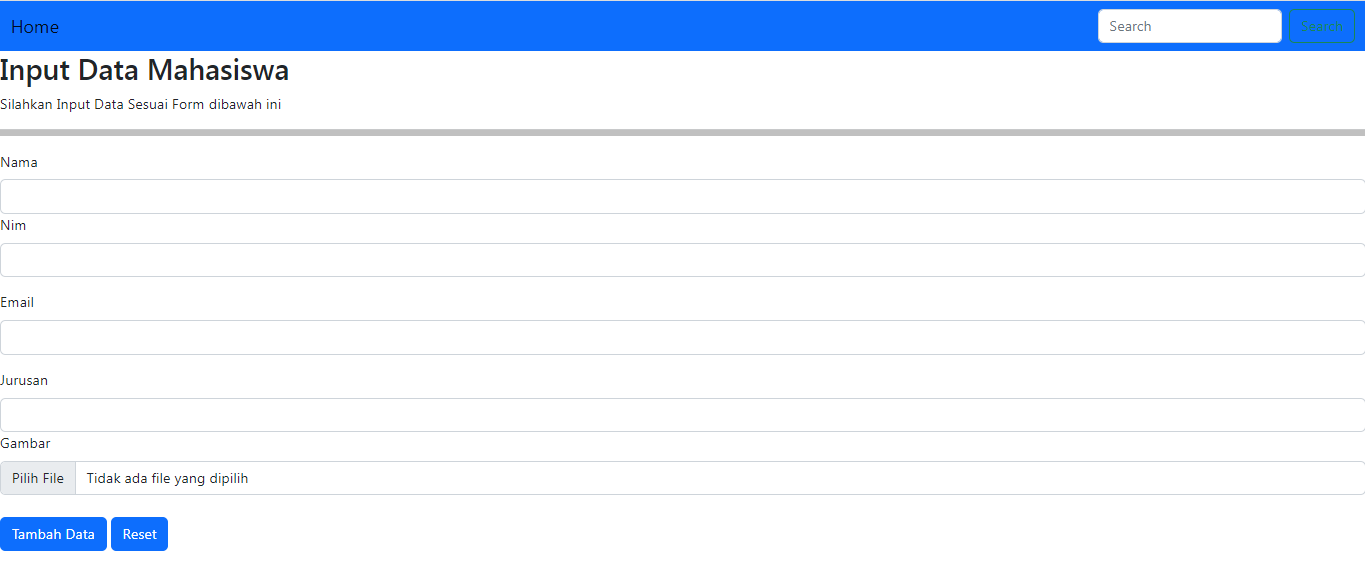 Home Search Search
Input Data Mahasiswa
Silahkan Input Data Sesuai Form dibawah ini
Nama
Nim
Email
Jurusan
Gambar
Pilih File Tidak ada file yang dipilih
Tambah Data Reset